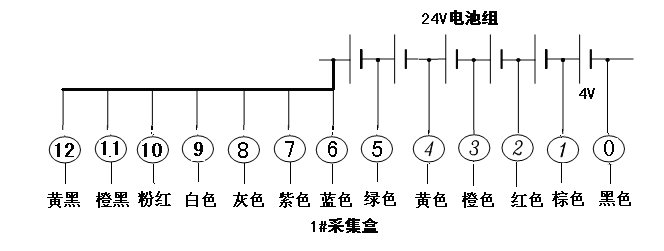 24V电池组
4V
12 11 10 9 8 7 6 5 4 3 2 1 0
黄黑 橙黑 粉红 白色 灰色 紫色 蓝色 绿色 黄色 橙色 红色 棕色 黑色
1#采集盒